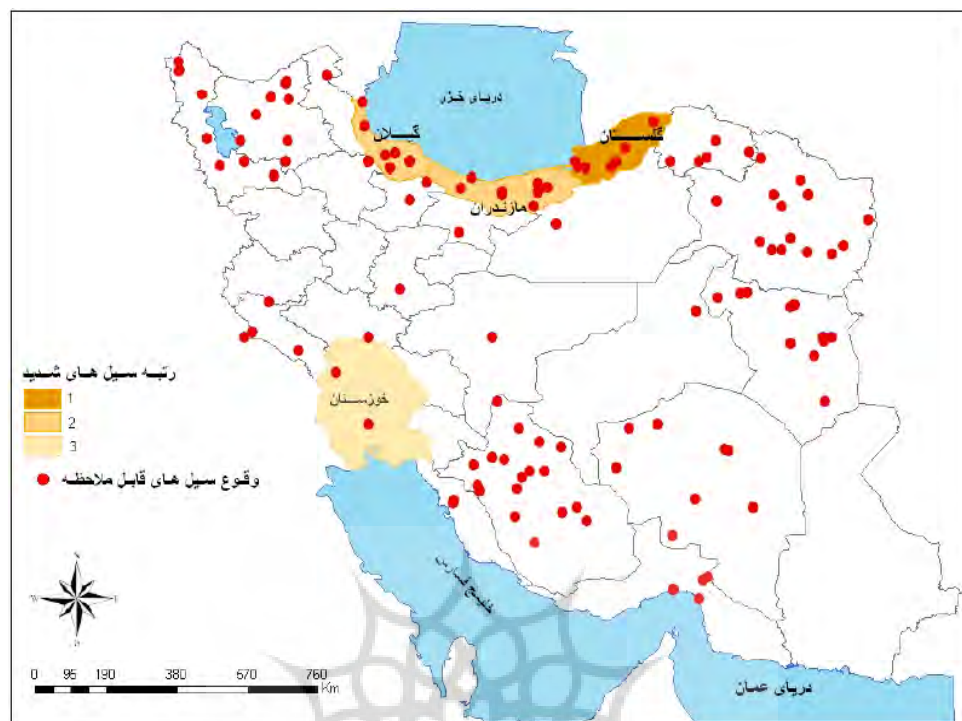 دریای خزر
گیلان
گلستان
مازندران
خوزستان
رتبه سیل های شدید
1
2
3
وقوع سیل های قابل ملاحظه
خلیج فارس
دریای عمان
N
W
E
S
0 95 190 380 570 760
Km